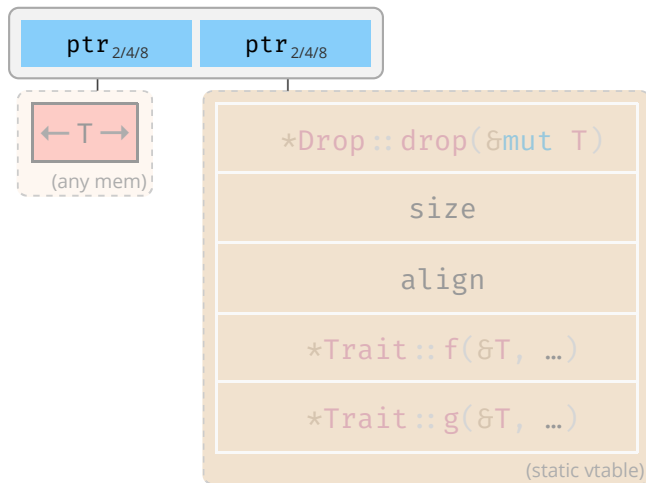 ptr2/4/8 ptr2/4/8
← T →
(any mem)
*Drop::drop(&mut T)
size
align
*Trait::f(&T, …)
*Trait::g(&T, …)
(static vtable)